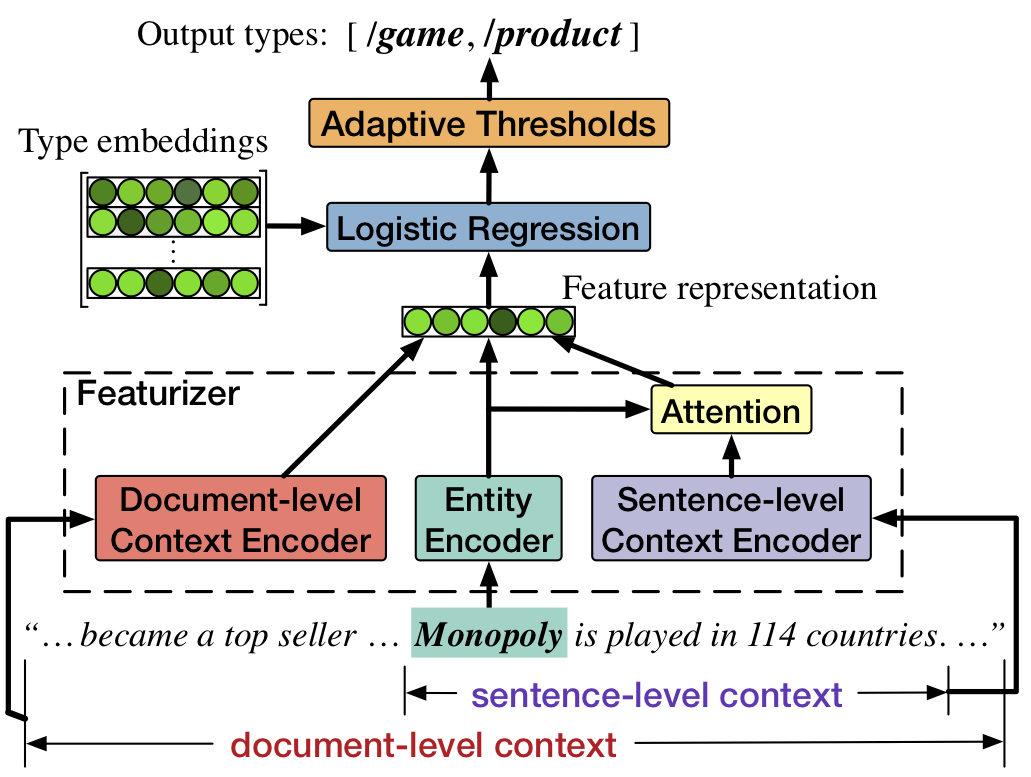 Output types: [ /game, /product ]
Adaptive Thresholds
Type embeddings
Logistic Regression
Feature representation
Featurizer
Attention
Document-level
Context Encoder
Entity
Encoder
Sentence-level
Context Encoder
“… became a top seller … Monopoly is played in 114 countries. …”
sentence-level context
document-level context